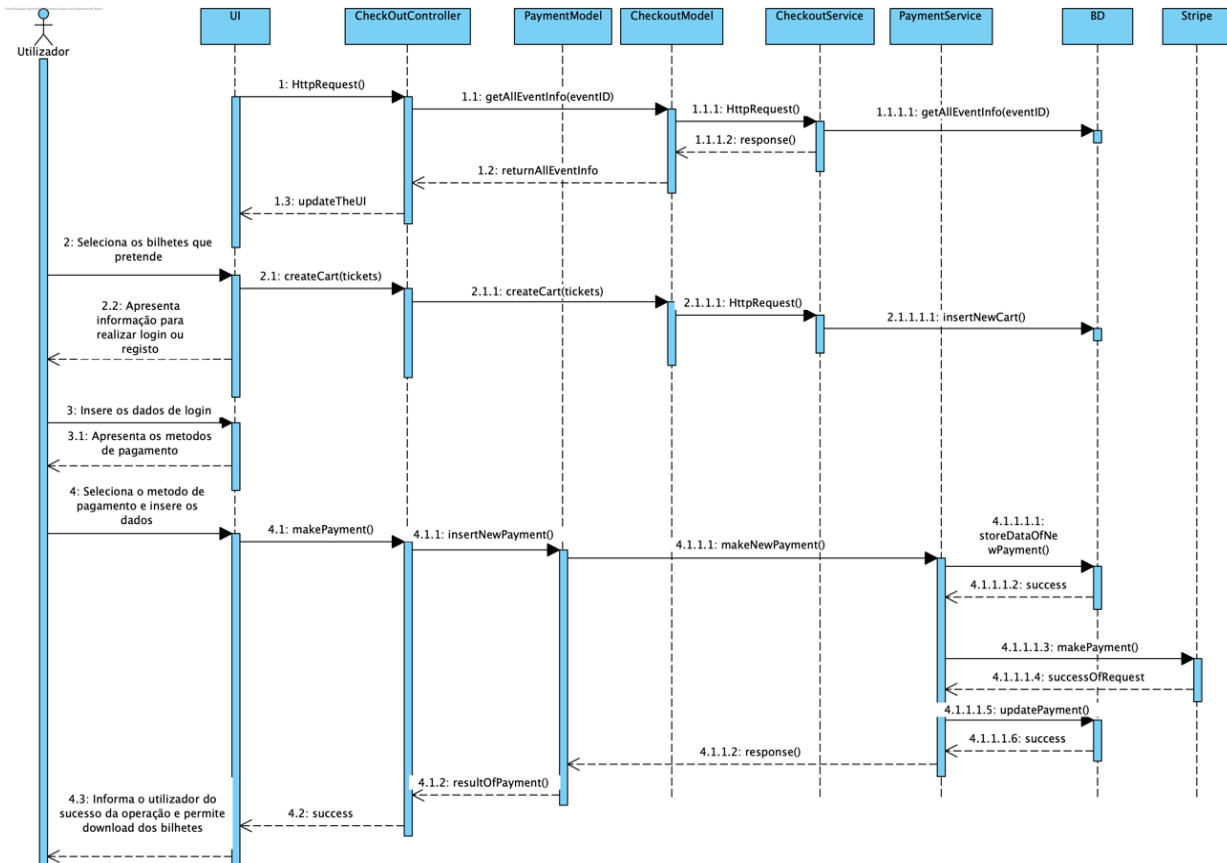 UI
CheckOutController
PaymentModel
CheckoutModel
CheckoutService
PaymentService
BD
Stripe
Utilizador
1: HttpRequest()
1.1: getAllEventInfo(eventID)
1.1.1: HttpRequest()
1.1.1.1: getAllEventInfo(eventID)
1.1.1.2: response()
1.2: returnAllEventInfo
1.3: updateTheUI
2: Seleciona os bilhetes que
pretende
2.1: createCart(tickets)
2.1.1: createCart(tickets)
2.1.1.1: HttpRequest()
2.1.1.1.1: insertNewCart()
2.2: Apresenta
informação para
realizar login ou
registo
3: Insere os dados de login
3.1: Apresenta os metodos
de pagamento
4: Seleciona o metodo de
pagamento e insere os
dados
4.1: makePayment()
4.1.1: insertNewPayment()
4.1.1.1: makeNewPayment()
4.1.1.1.1:
storeDataOfNe
wPayment()
4.1.1.1.2: success
4.1.1.1.3: makePayment()
4.1.1.1.4: successOfRequest
4.1.1.1.5: updatePayment()
4.1.1.1.6: success
4.1.1.2: response()
4.1.2: resultOfPayment()
4.2: success
4.3: Informa o utilizador do
sucesso da operação e permite
download dos bilhetes